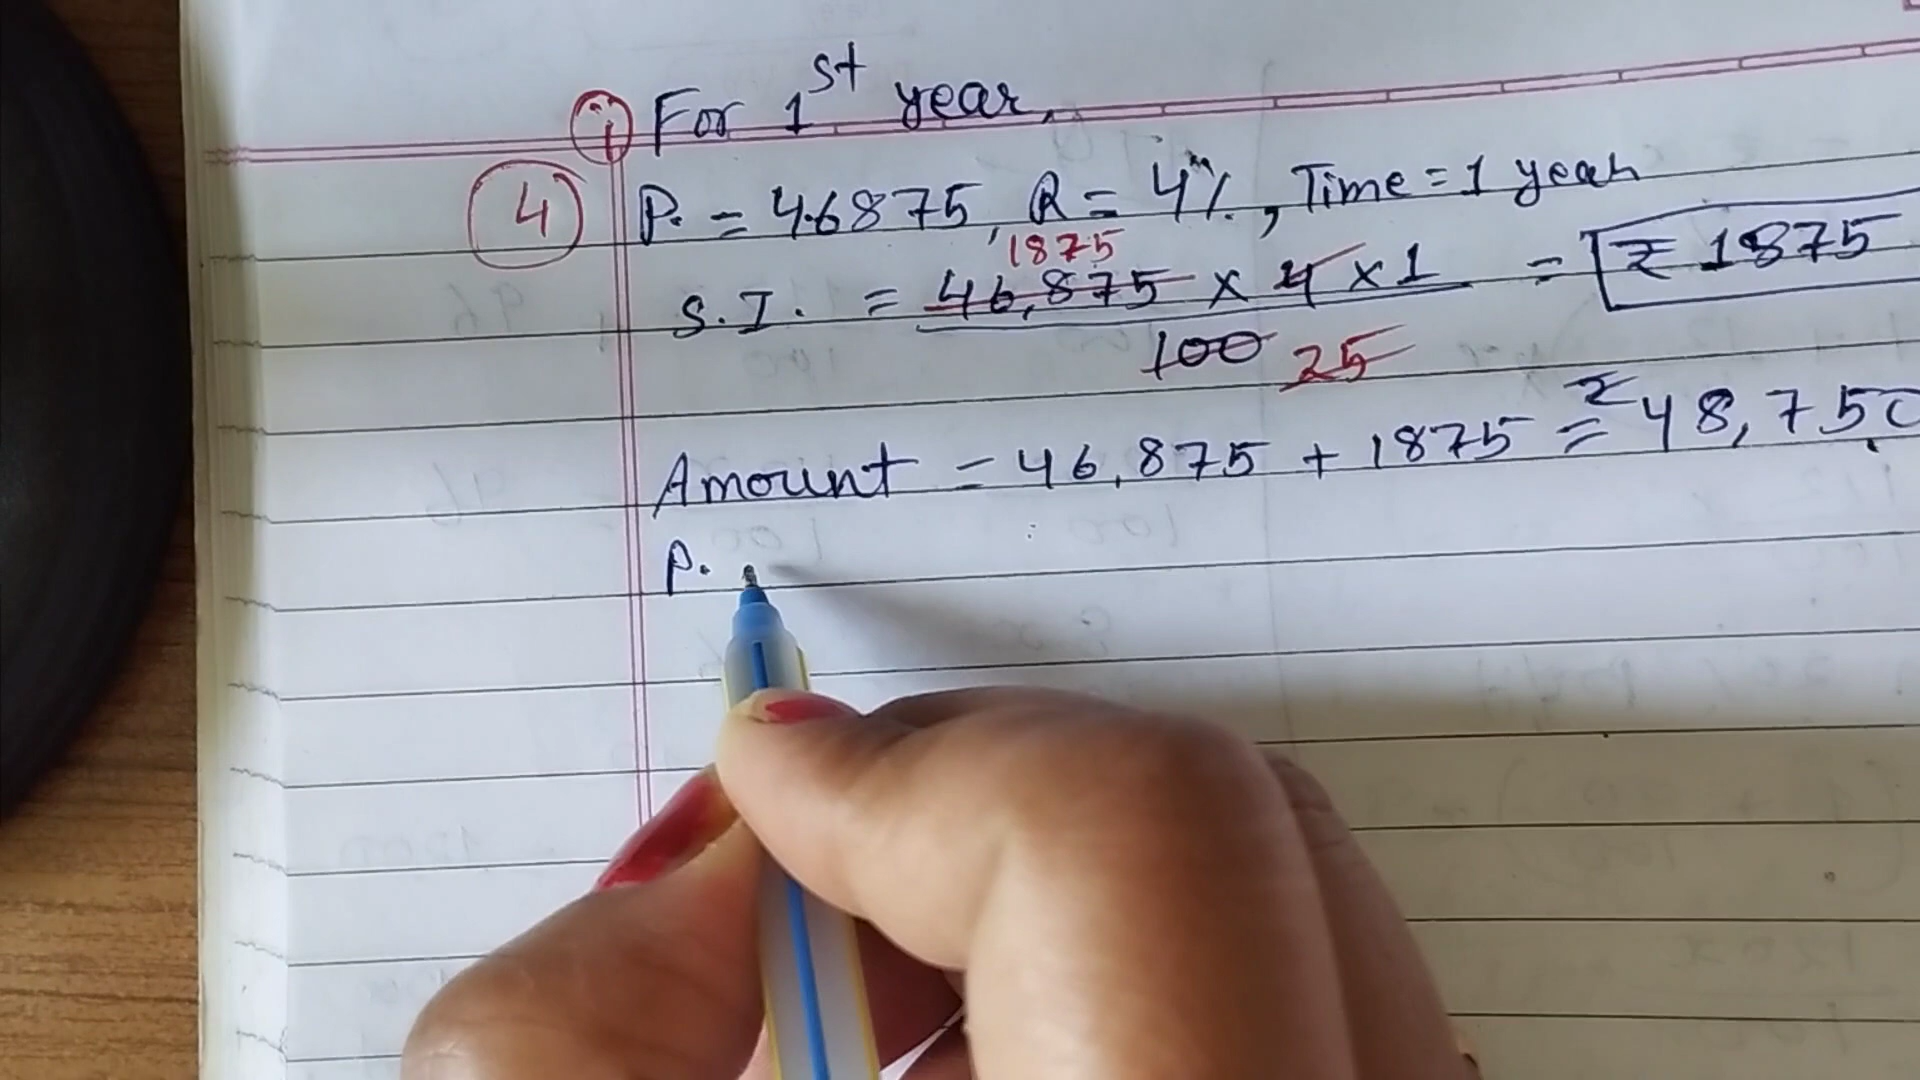 i For 1st year,
4 P. = 46875, R = 4%, Time = 1 year
1875
S.I. = 46,875 x 4 x 1 = ₹ 1875
100 25
Amount = 46,875 + 1875 = ₹ 48,750
P.